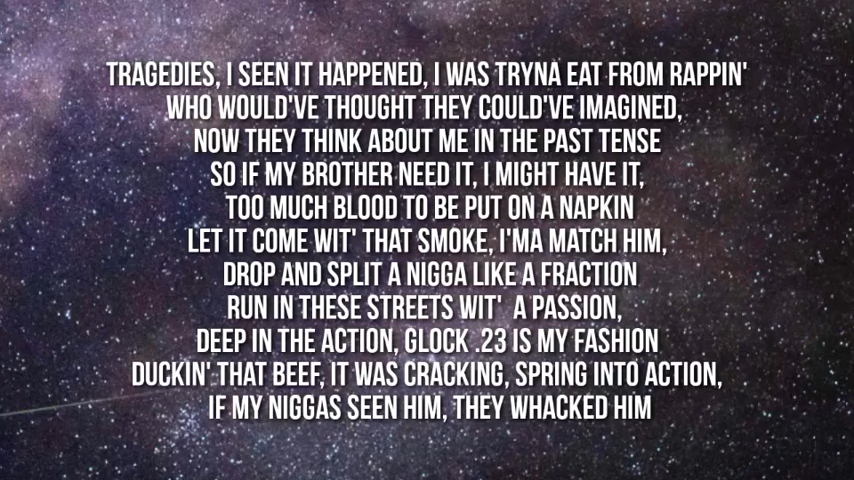 TRAGEDIES, I SEEN IT HAPPENED, I WAS TRYNA EAT FROM RAPPIN'
WHO WOULD'VE THOUGHT THEY COULD'VE IMAGINED,
NOW THEY THINK ABOUT ME IN THE PAST TENSE
SO IF MY BROTHER NEED IT, I MIGHT HAVE IT,
TOO MUCH BLOOD TO BE PUT ON A NAPKIN
LET IT COME WIT' THAT SMOKE, I'MA MATCH HIM,
DROP AND SPLIT A NIGGA LIKE A FRACTION
RUN IN THESE STREETS WIT' A PASSION,
DEEP IN THE ACTION, GLOCK .23 IS MY FASHION
DUCKIN' THAT BEEF, IT WAS CRACKING, SPRING INTO ACTION,
IF MY NIGGAS SEEN HIM, THEY WHACKED HIM